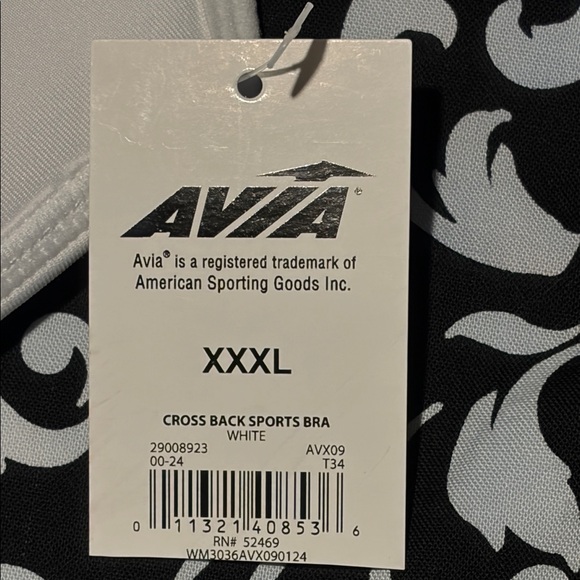 AVIA®
Avia® is a registered trademark of
American Sporting Goods Inc.
XXXL
CROSS BACK SPORTS BRA
WHITE
29008923 AVX09
00-24 T34
0 11321 40853 6
RN# 52469
WM3036AVX090124